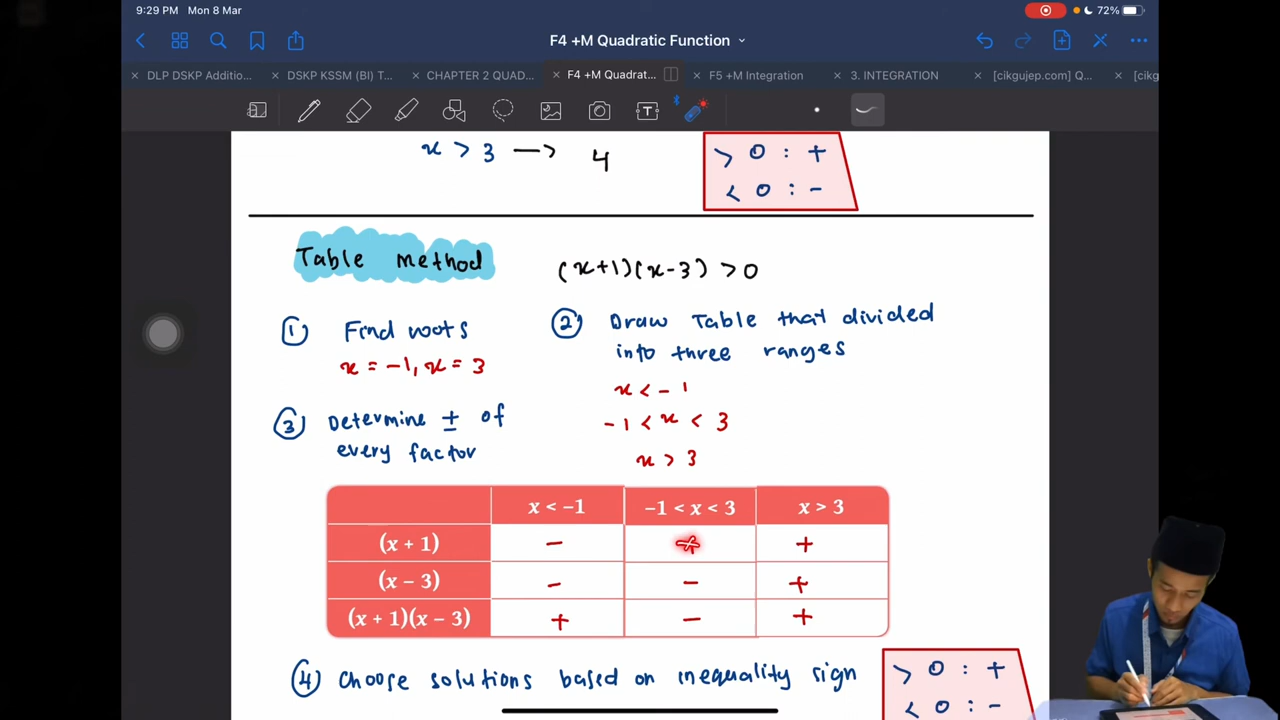 9:29 PM Mon 8 Mar
72%
F4 +M Quadratic Function
DLP DSKP Additio...
DSKP KSSM (BI) T...
CHAPTER 2 QUAD...
F4 +M Quadrat...
F5 +M Integration
3. INTEGRATION
[cikgujep.com] Q...
[cikg
x > 3 → 4
> 0 : +
< 0 : -
Table method
(x+1)(x-3) > 0
① Find roots
x = -1, x = 3
② Draw Table that divided
into three ranges
x < -1
-1 < x < 3
x > 3
③ Determine ± of
every factor
x < -1 -1 < x < 3 x > 3
(x + 1) - + +
(x - 3) - - +
(x + 1)(x - 3) + - +
④ Choose solutions based on inequality sign
> 0 : +
< 0 : -